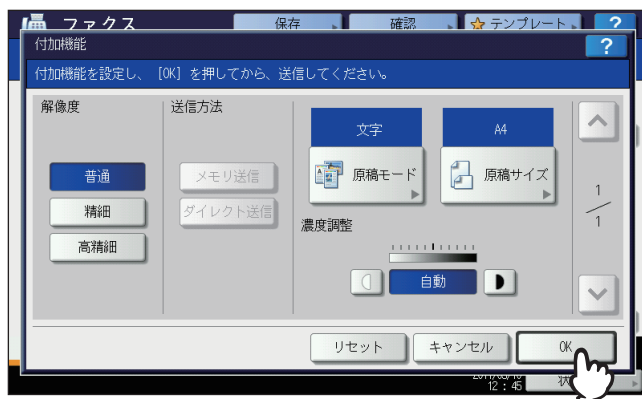 ファクス 保存 確認 テンプレート ?
付加機能 ?
付加機能を設定し、 [OK] を押してから、送信してください。
解像度 送信方法
文字 A4
普通 メモリ送信 原稿モード 原稿サイズ
精細 ダイレクト送信
高精細
濃度調整
自動
1
1
リセット キャンセル OK
12:45 状